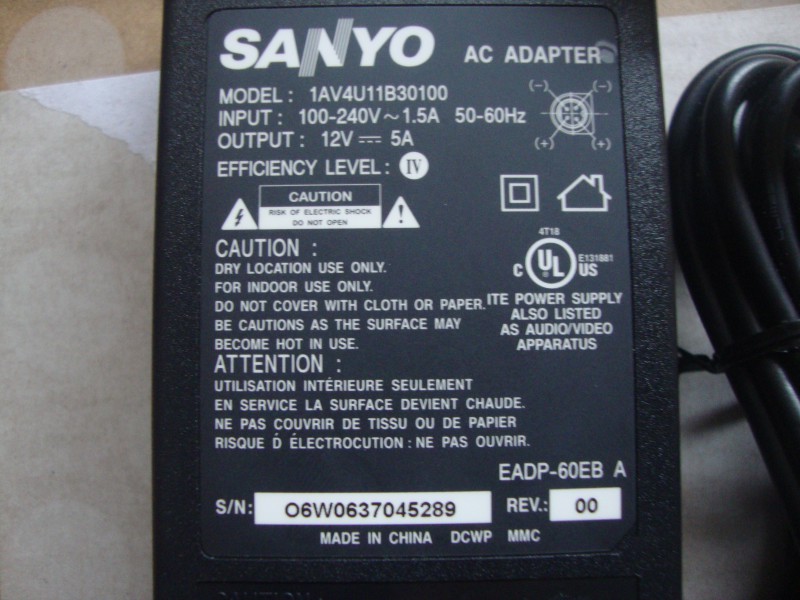 SANYO AC ADAPTER
MODEL : 1AV4U11B30100
INPUT : 100-240V～1.5A 50-60Hz
OUTPUT : 12V ⎓ 5A
EFFICIENCY LEVEL : IV
(-) (-)
(+) (+)
CAUTION
RISK OF ELECTRIC SHOCK
DO NOT OPEN
CAUTION :
DRY LOCATION USE ONLY.
FOR INDOOR USE ONLY.
DO NOT COVER WITH CLOTH OR PAPER.
BE CAUTIONS AS THE SURFACE MAY
BECOME HOT IN USE.
4T18
C UL US
E131881
ITE POWER SUPPLY
ALSO LISTED
AS AUDIO/VIDEO
APPARATUS
ATTENTION :
UTILISATION INTÉRIEURE SEULEMENT
EN SERVICE LA SURFACE DEVIENT CHAUDE.
NE PAS COUVRIR DE TISSU OU DE PAPIER
RISQUE D́ ÉLECTROCUTION : NE PAS OUVRIR.
EADP-60EB A
S/N: O6W0637045289 REV.: 00
MADE IN CHINA DCWP MMC